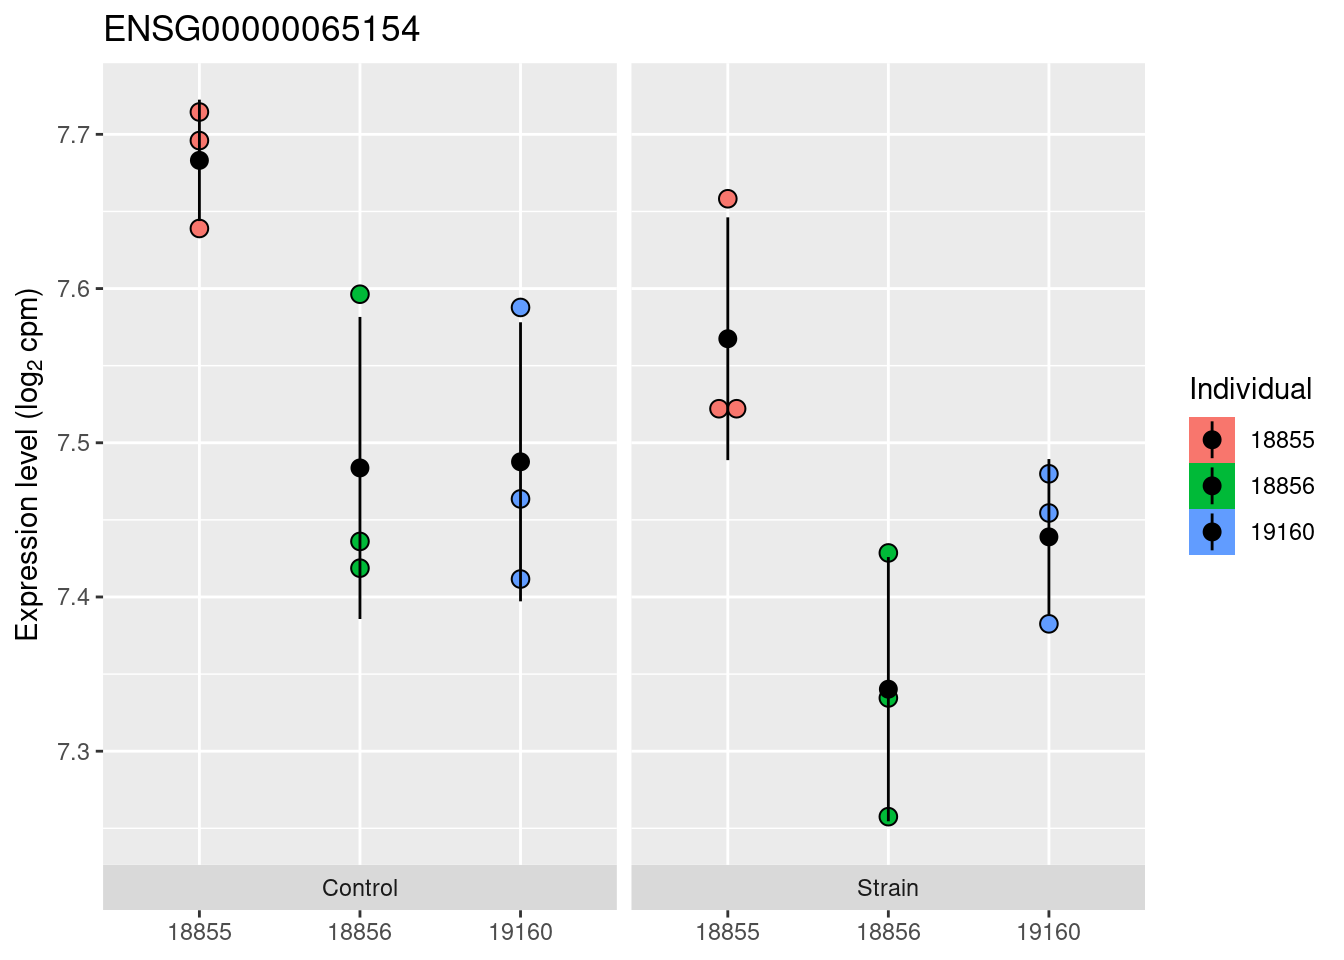 ENSG00000065154
Expression level (log₂ cpm)
7.7
7.6
7.5
7.4
7.3
Control
Strain
18855
18856
19160
18855
18856
19160
Individual
18855
18856
19160